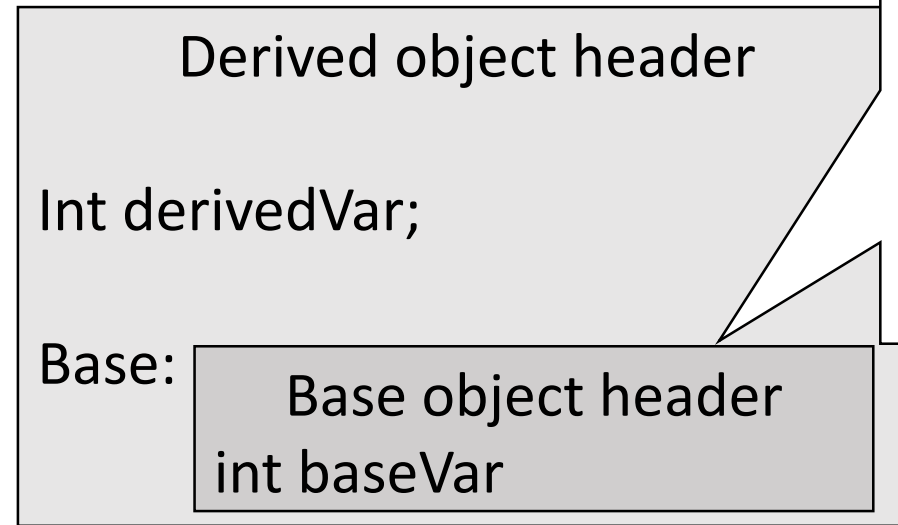 Derived object header
Int derivedVar;
Base:
Base object header
int baseVar